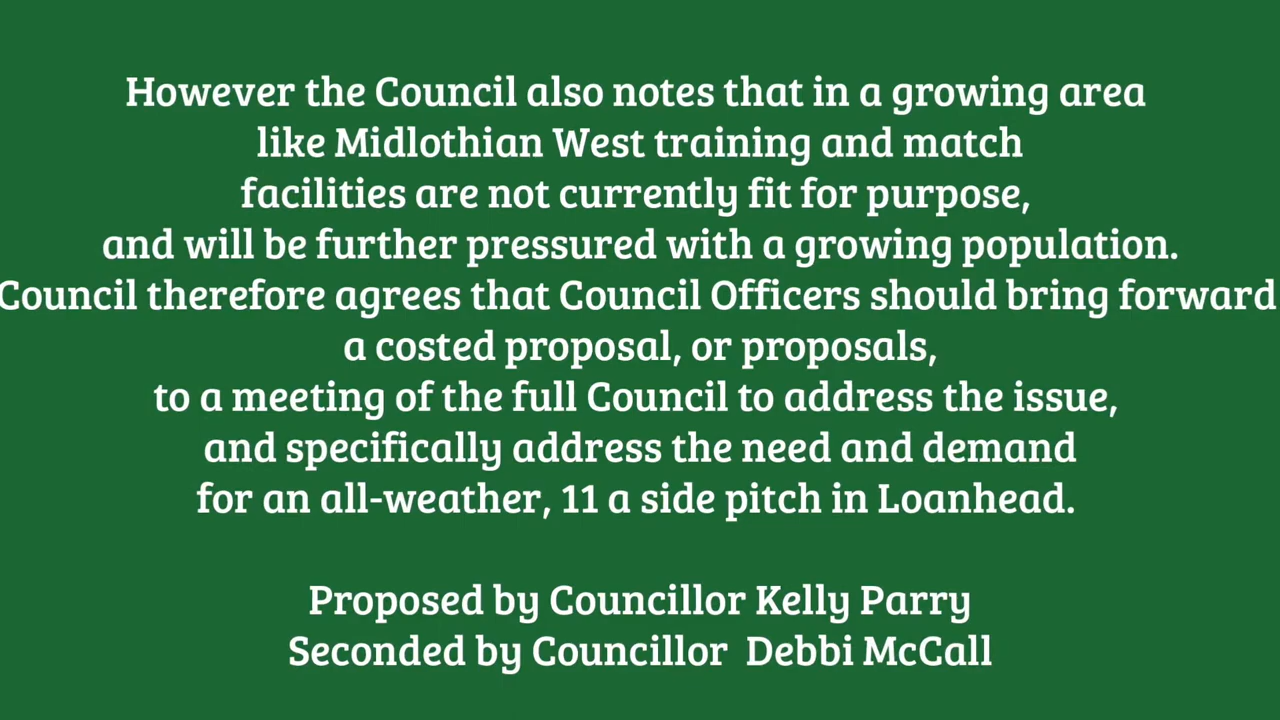 However the Council also notes that in a growing area
like Midlothian West training and match
facilities are not currently fit for purpose,
and will be further pressured with a growing population.
Council therefore agrees that Council Officers should bring forward
a costed proposal, or proposals,
to a meeting of the full Council to address the issue,
and specifically address the need and demand
for an all-weather, 11 a side pitch in Loanhead.
Proposed by Councillor Kelly Parry
Seconded by Councillor Debbi McCall